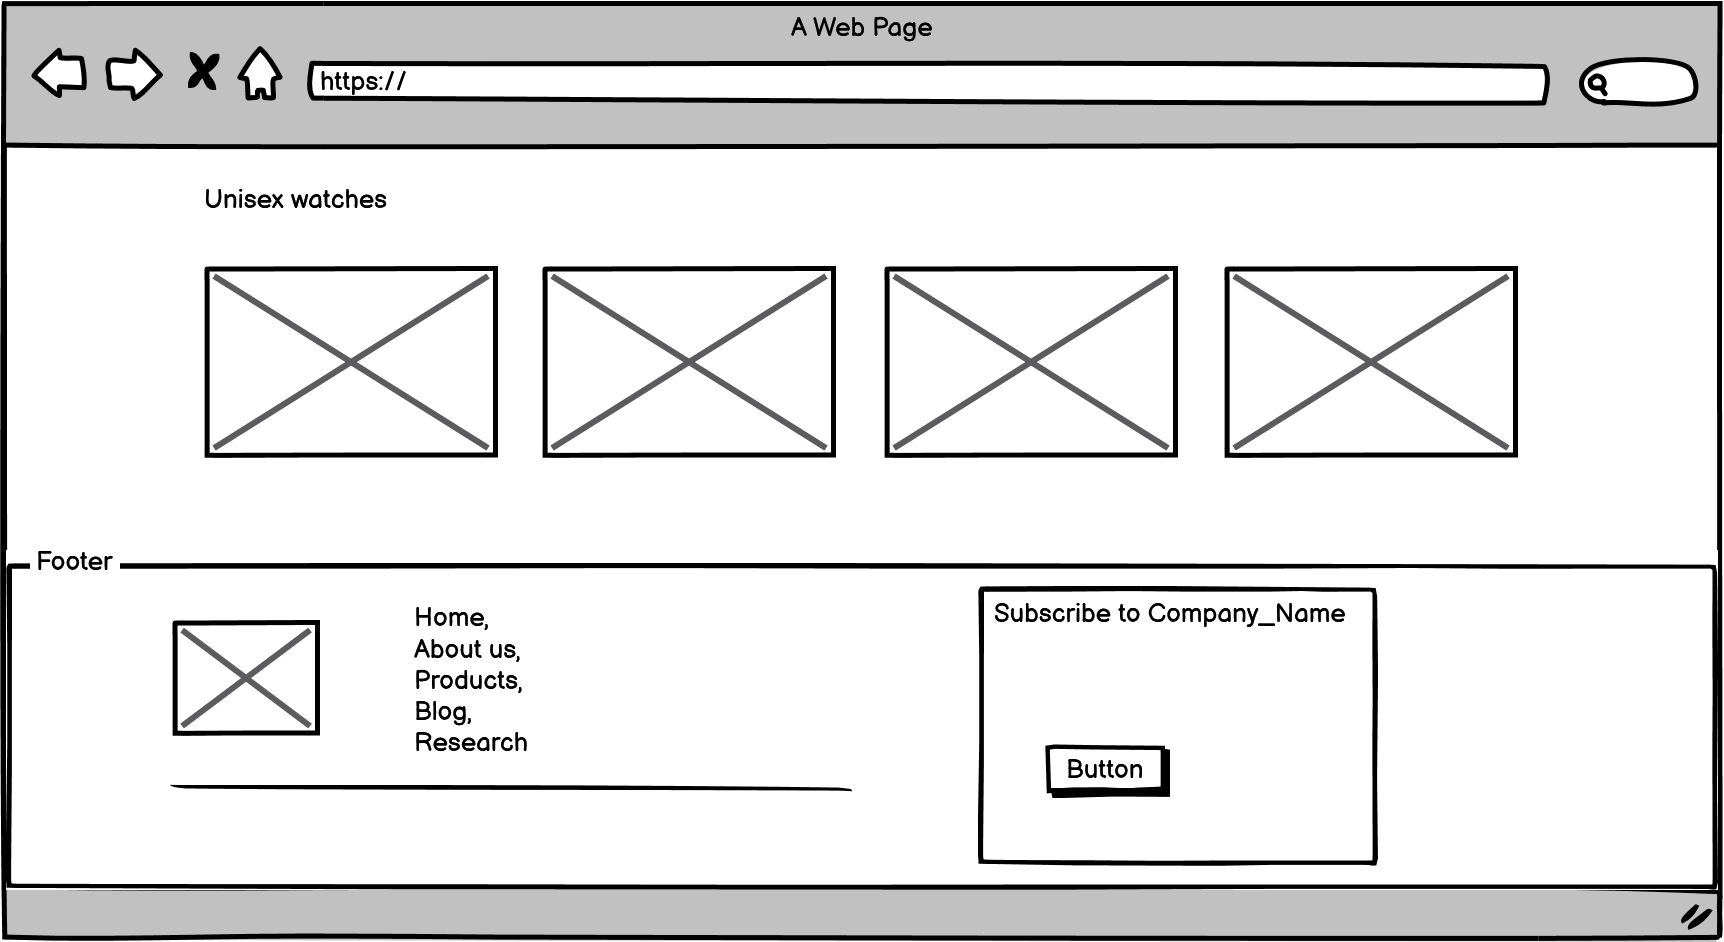 A Web Page
https://
Unisex watches
Footer
Home,
About us,
Products,
Blog,
Research
Subscribe to Company_Name
Button